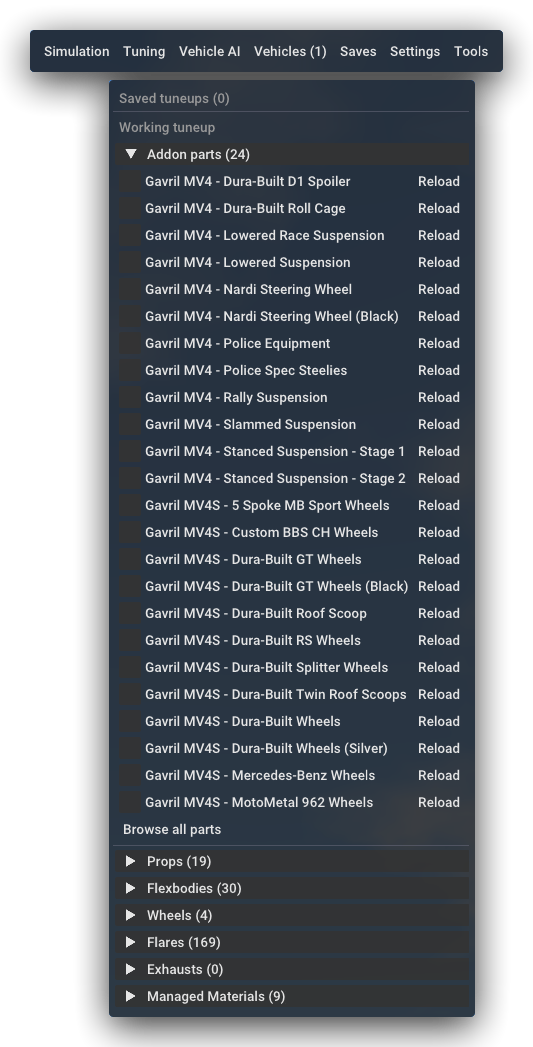 Simulation Tuning Vehicle AI Vehicles (1) Saves Settings Tools
Saved tuneups (0)
Working tuneup
Addon parts (24)
Gavril MV4 - Dura-Built D1 Spoiler Reload
Gavril MV4 - Dura-Built Roll Cage Reload
Gavril MV4 - Lowered Race Suspension Reload
Gavril MV4 - Lowered Suspension Reload
Gavril MV4 - Nardi Steering Wheel Reload
Gavril MV4 - Nardi Steering Wheel (Black) Reload
Gavril MV4 - Police Equipment Reload
Gavril MV4 - Police Spec Steelies Reload
Gavril MV4 - Rally Suspension Reload
Gavril MV4 - Slammed Suspension Reload
Gavril MV4 - Stanced Suspension - Stage 1 Reload
Gavril MV4 - Stanced Suspension - Stage 2 Reload
Gavril MV4S - 5 Spoke MB Sport Wheels Reload
Gavril MV4S - Custom BBS CH Wheels Reload
Gavril MV4S - Dura-Built GT Wheels Reload
Gavril MV4S - Dura-Built GT Wheels (Black) Reload
Gavril MV4S - Dura-Built Roof Scoop Reload
Gavril MV4S - Dura-Built RS Wheels Reload
Gavril MV4S - Dura-Built Splitter Wheels Reload
Gavril MV4S - Dura-Built Twin Roof Scoops Reload
Gavril MV4S - Dura-Built Wheels Reload
Gavril MV4S - Dura-Built Wheels (Silver) Reload
Gavril MV4S - Mercedes-Benz Wheels Reload
Gavril MV4S - MotoMetal 962 Wheels Reload
Browse all parts
Props (19)
Flexbodies (30)
Wheels (4)
Flares (169)
Exhausts (0)
Managed Materials (9)